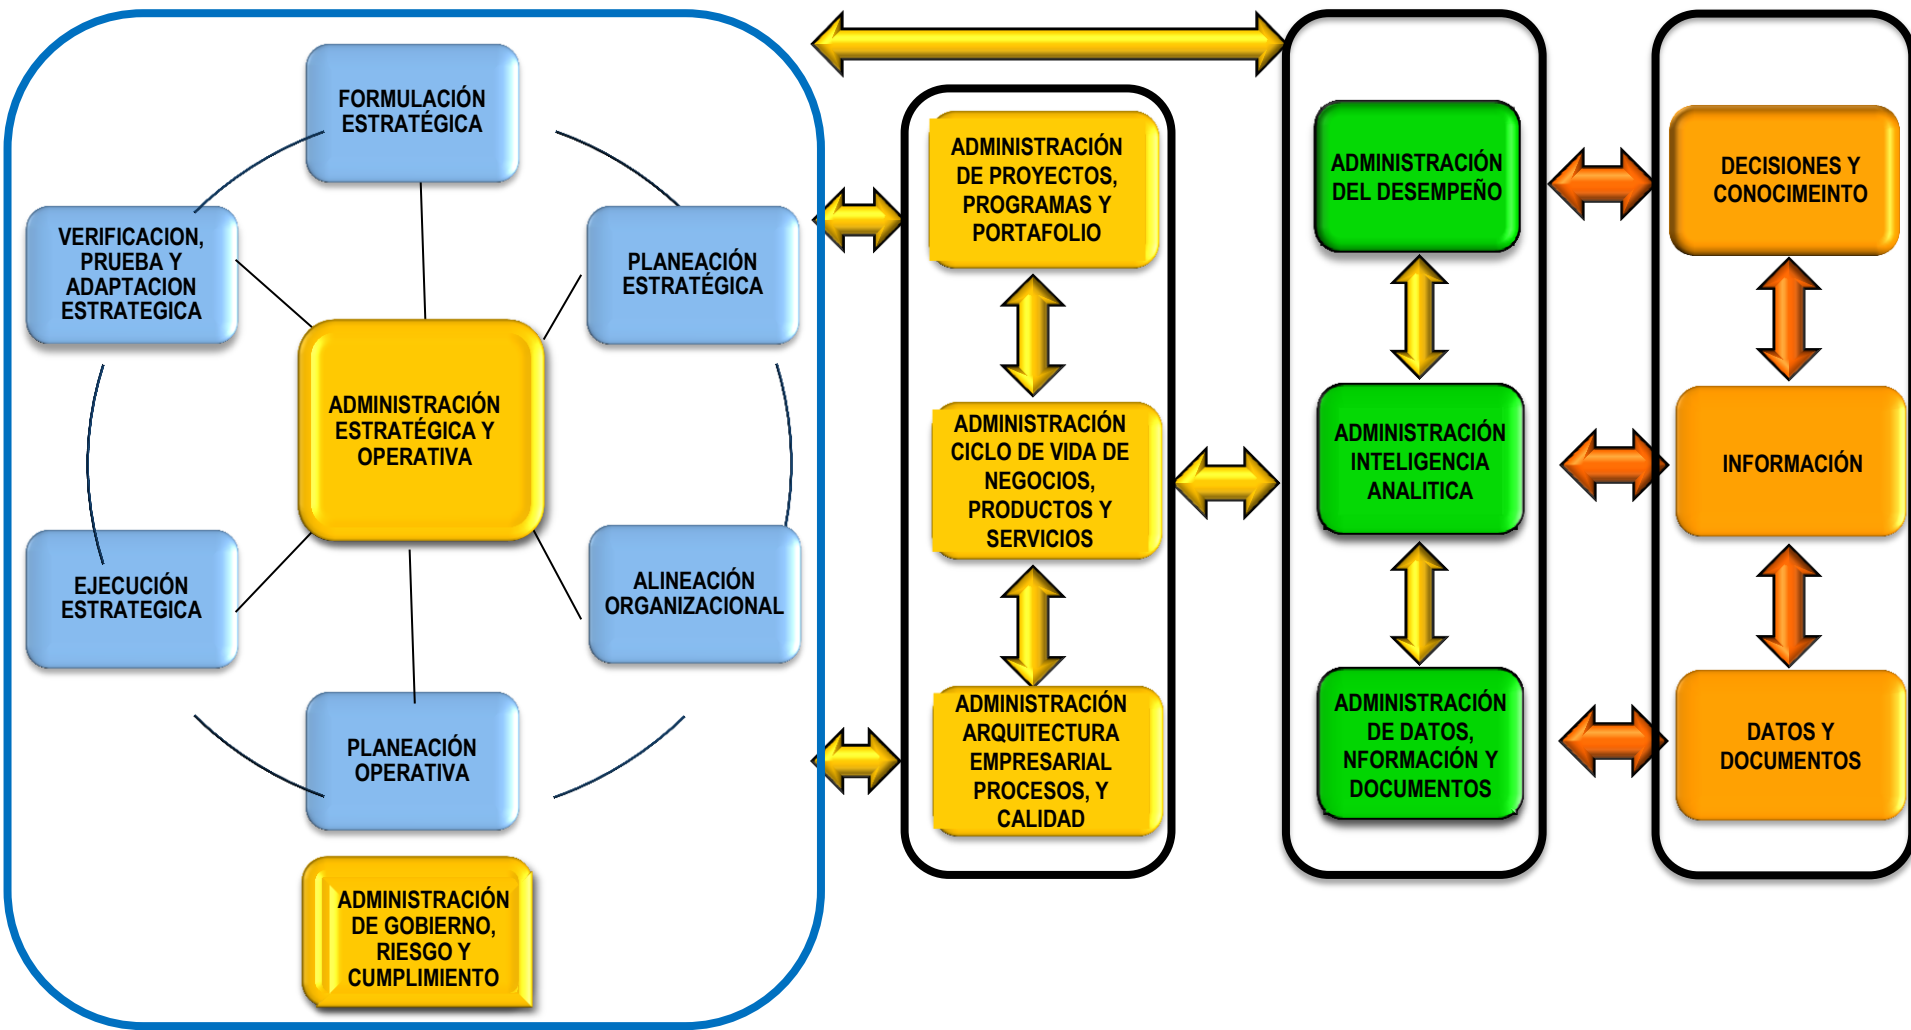 FORMULACIÓN
ESTRATÉGICA
VERIFICACION,
PRUEBA Y
ADAPTACION
ESTRATEGICA
PLANEACIÓN
ESTRATÉGICA
ADMINISTRACIÓN
ESTRATÉGICA Y
OPERATIVA
EJECUCIÓN
ESTRATEGICA
ALINEACIÓN
ORGANIZACIONAL
PLANEACIÓN
OPERATIVA
ADMINISTRACIÓN
DE GOBIERNO,
RIESGO Y
CUMPLIMIENTO
ADMINISTRACIÓN
DE PROYECTOS,
PROGRAMAS Y
PORTAFOLIO
ADMINISTRACIÓN
CICLO DE VIDA DE
NEGOCIOS,
PRODUCTOS Y
SERVICIOS
ADMINISTRACIÓN
ARQUITECTURA
EMPRESARIAL
PROCESOS, Y
CALIDAD
ADMINISTRACIÓN
DEL DESEMPEÑO
ADMINISTRACIÓN
INTELIGENCIA
ANALITICA
ADMINISTRACIÓN
DE DATOS,
NFORMACIÓN Y
DOCUMENTOS
DECISIONES Y
CONOCIMEINTO
INFORMACIÓN
DATOS Y
DOCUMENTOS